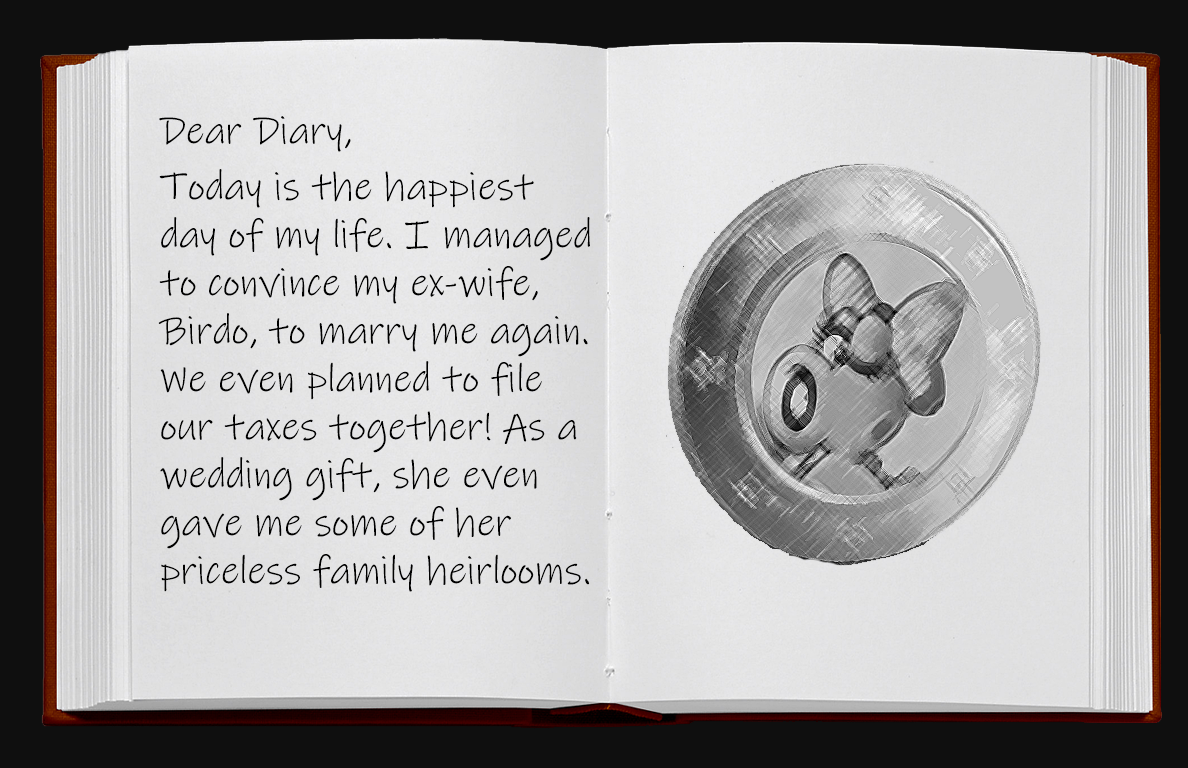 Dear Diary,
Today is the happiest
day of my life. I managed
to convince my ex-wife,
Birdo, to marry me again.
We even planned to file
our taxes together! As a
wedding gift, she even
gave me some of her
priceless family heirlooms.